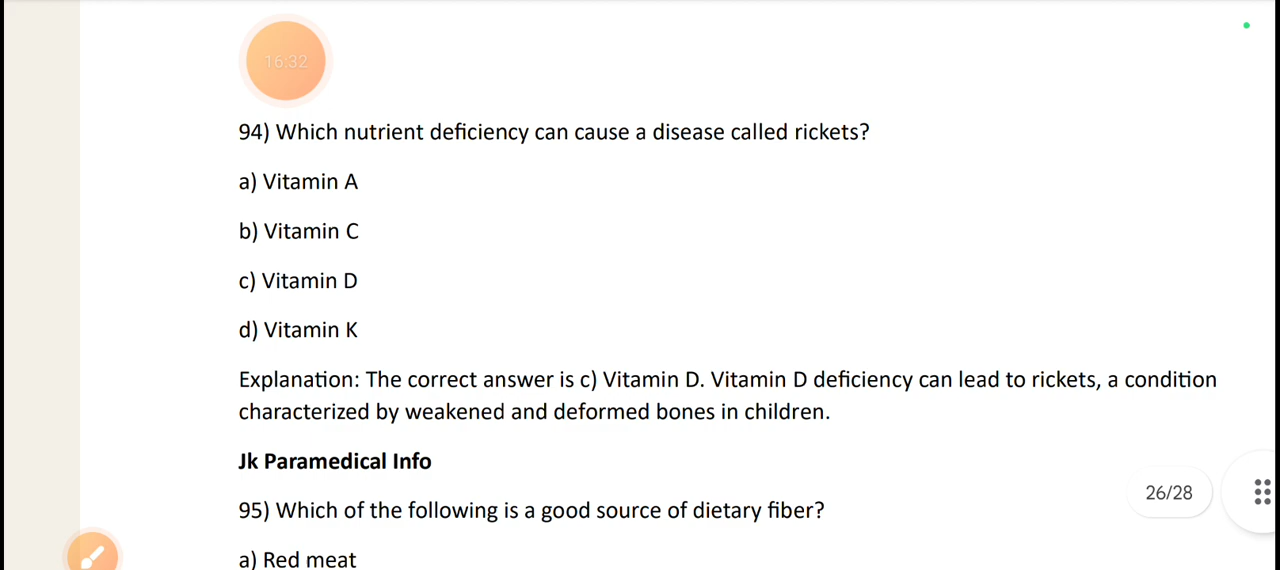 16:32
94) Which nutrient deficiency can cause a disease called rickets?
a) Vitamin A
b) Vitamin C
c) Vitamin D
d) Vitamin K
Explanation: The correct answer is c) Vitamin D. Vitamin D deficiency can lead to rickets, a condition
characterized by weakened and deformed bones in children.
Jk Paramedical Info
26/28
95) Which of the following is a good source of dietary fiber?
a) Red meat